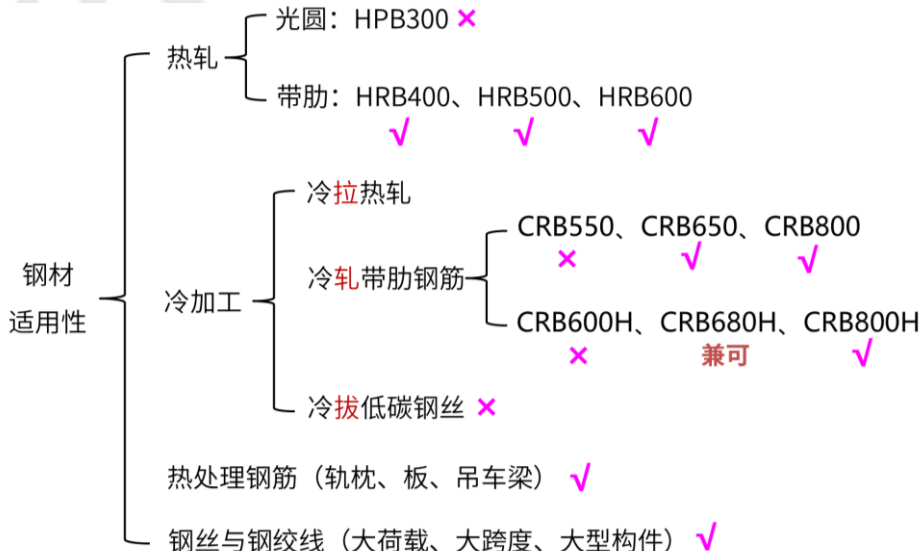 光圆：HPB300 ×
热轧
带肋：HRB400、HRB500、HRB600
√ √ √
冷拉热轧
CRB550、CRB650、CRB800
× √ √
钢材
适用性
冷加工
冷轧带肋钢筋
CRB600H、CRB680H、CRB800H
× 兼可 √
冷拔低碳钢丝 ×
热处理钢筋（轨枕、板、吊车梁） √
钢丝与钢绞线（大荷载、大跨度、大型构件） √